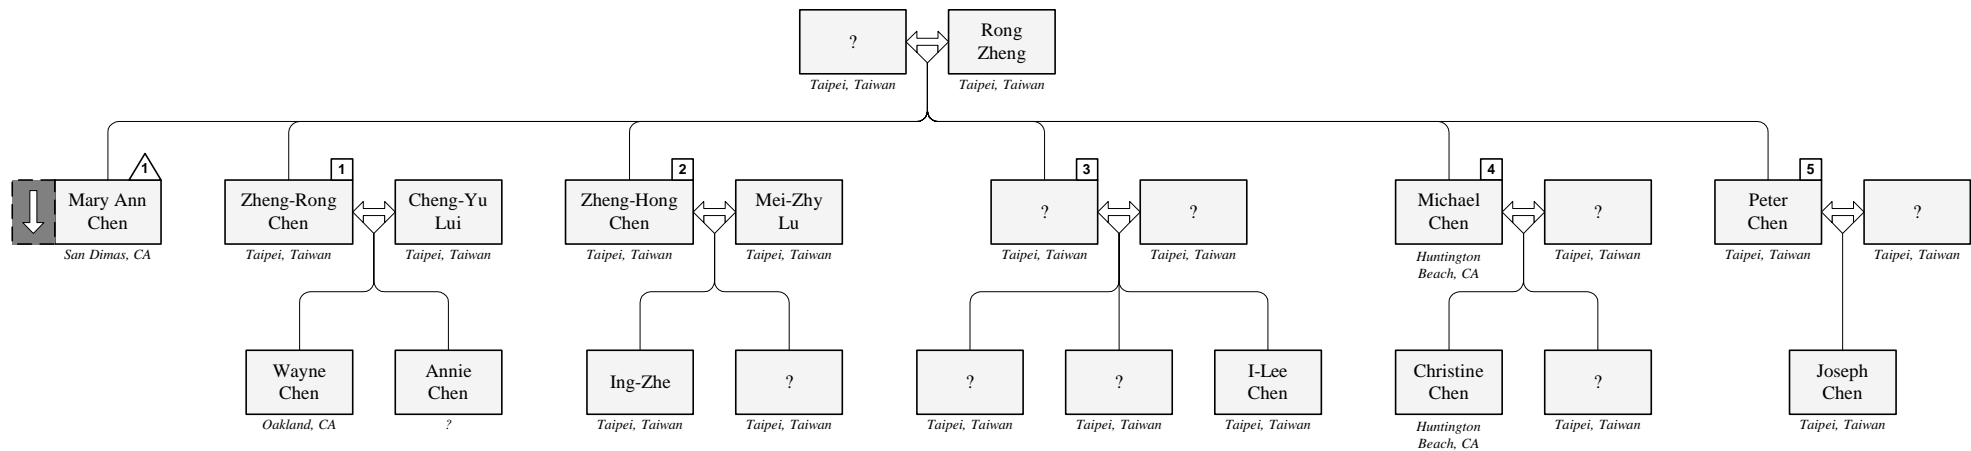 ?
Rong
Zheng
Taipei, Taiwan
Taipei, Taiwan
1
Mary Ann
Chen
San Dimas, CA
1
Zheng-Rong
Chen
Taipei, Taiwan
Cheng-Yu
Lui
Taipei, Taiwan
2
Zheng-Hong
Chen
Taipei, Taiwan
Mei-Zhy
Lu
Taipei, Taiwan
3
?
Taipei, Taiwan
?
Taipei, Taiwan
4
Michael
Chen
Huntington
Beach, CA
?
Taipei, Taiwan
5
Peter
Chen
Taipei, Taiwan
?
Taipei, Taiwan
Wayne
Chen
Oakland, CA
Annie
Chen
?
Ing-Zhe
Taipei, Taiwan
?
Taipei, Taiwan
?
Taipei, Taiwan
?
Taipei, Taiwan
I-Lee
Chen
Taipei, Taiwan
Christine
Chen
Huntington
Beach, CA
?
Taipei, Taiwan
Joseph
Chen
Taipei, Taiwan